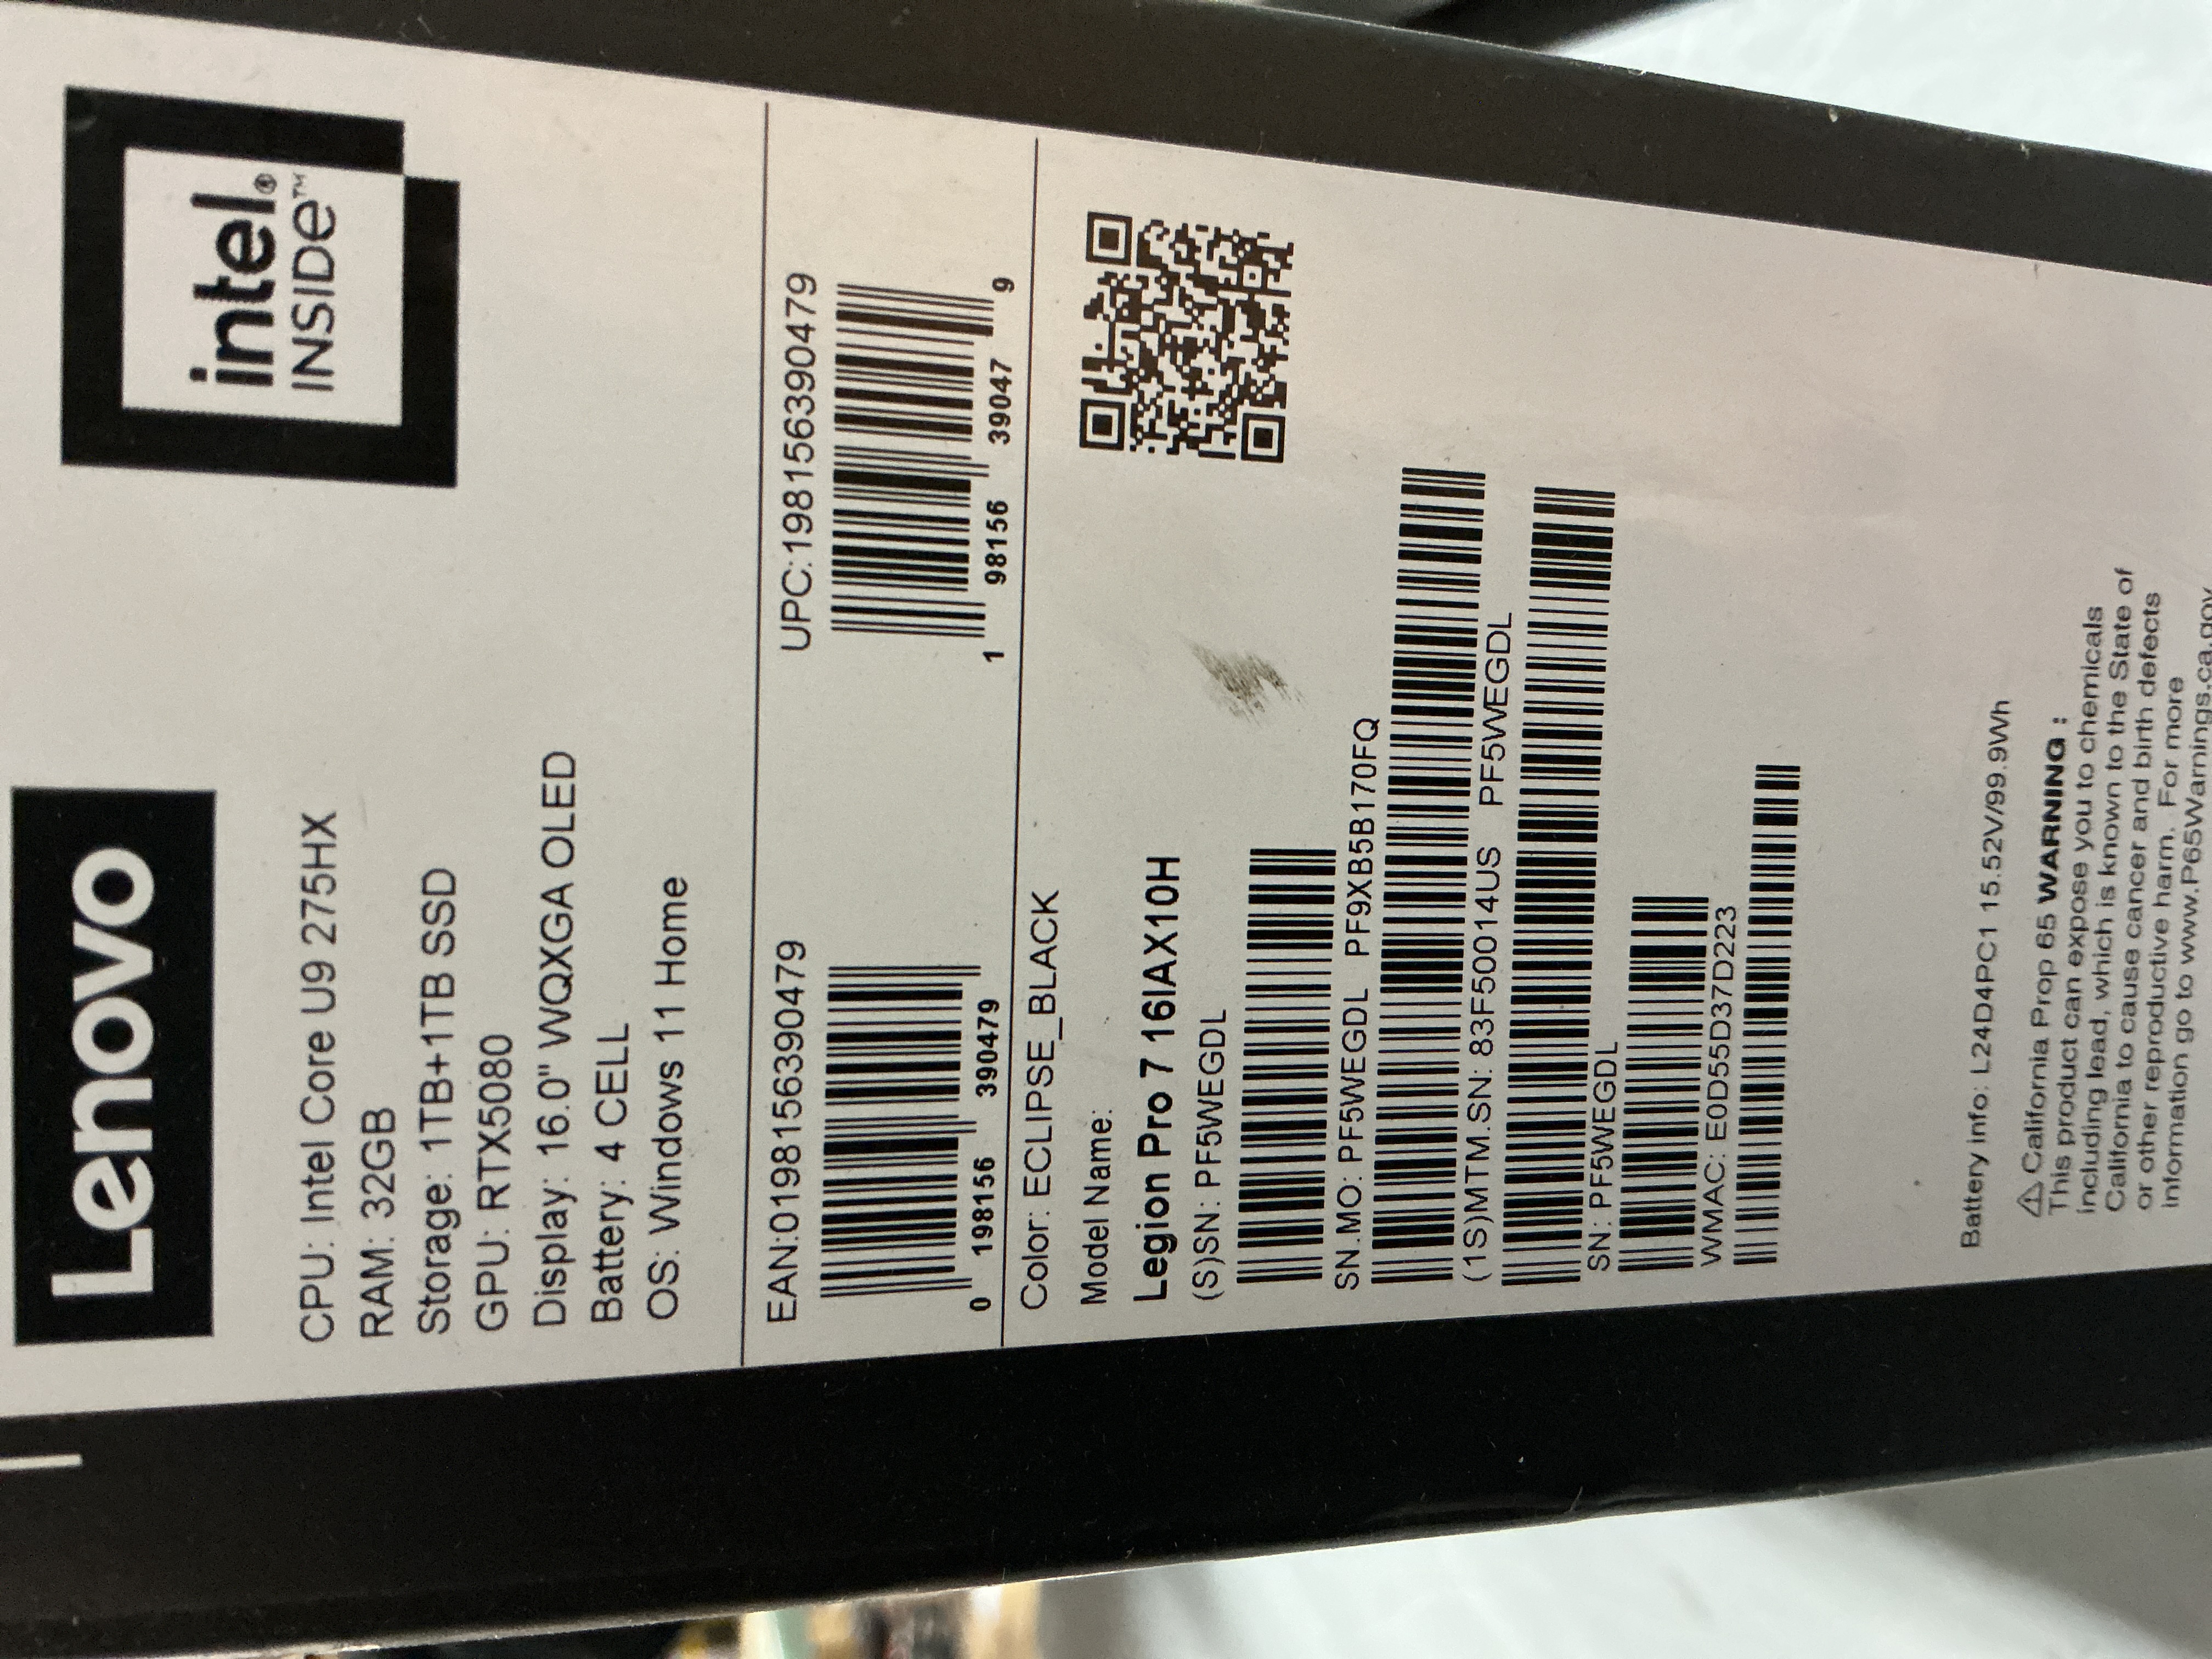 Lenovo
intel®
INSIDE™
CPU: Intel Core U9 275HX
RAM: 32GB
Storage: 1TB+1TB SSD
GPU: RTX5080
Display: 16.0" WQXGA OLED
Battery: 4 CELL
OS: Windows 11 Home
EAN:0198156390479
0 198156 390479
UPC:198156390479
1 98156 39047 9
Color: ECLIPSE_BLACK
Model Name:
Legion Pro 7 16IAX10H
(S)SN: PF5WEGDL
SN.MO: PF5WEGDL PF9XB5B170FQ
(1S)MTM.SN: 83F50014US PF5WEGDL
SN: PF5WEGDL
WMAC: E0D55D37D223
Battery info: L24D4PC1 15.52V/99.9Wh
⚠ California Prop 65 WARNING :
This product can expose you to chemicals
including lead, which is known to the State of
California to cause cancer and birth defects
or other reproductive harm. For more
information go to www.P65Warnings.ca.gov